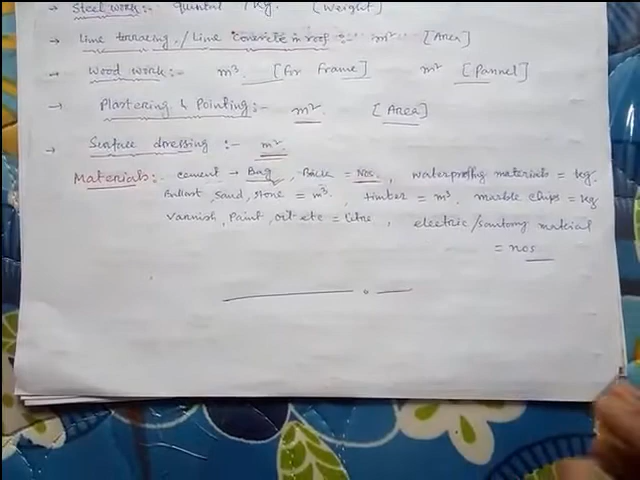 → Steel work:- quintal / kg. [Weight]
→ Lime terracing / Lime concrete in roof :- m² [Area]
→ Wood work:- m³ [For Frame] m² [Pannel]
→ Plastering & Pointing:- m² [Area]
→ Surface dressing :- m²
Materials:- cement → Bag, Brick = Nos., waterproofing materials = kg.
Ballast, sand, stone = m³, timber = m³. marble chips = kg
Varnish, Paint, oil etc = litre, electric/sanitary material
= nos